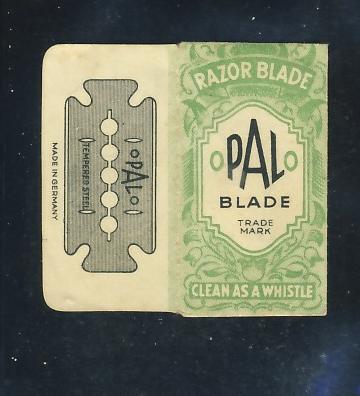 RAZOR BLADE
PAL
BLADE
TRADE
MARK
CLEAN AS A WHISTLE
PAL
TEMPERED STEEL
MADE IN GERMANY